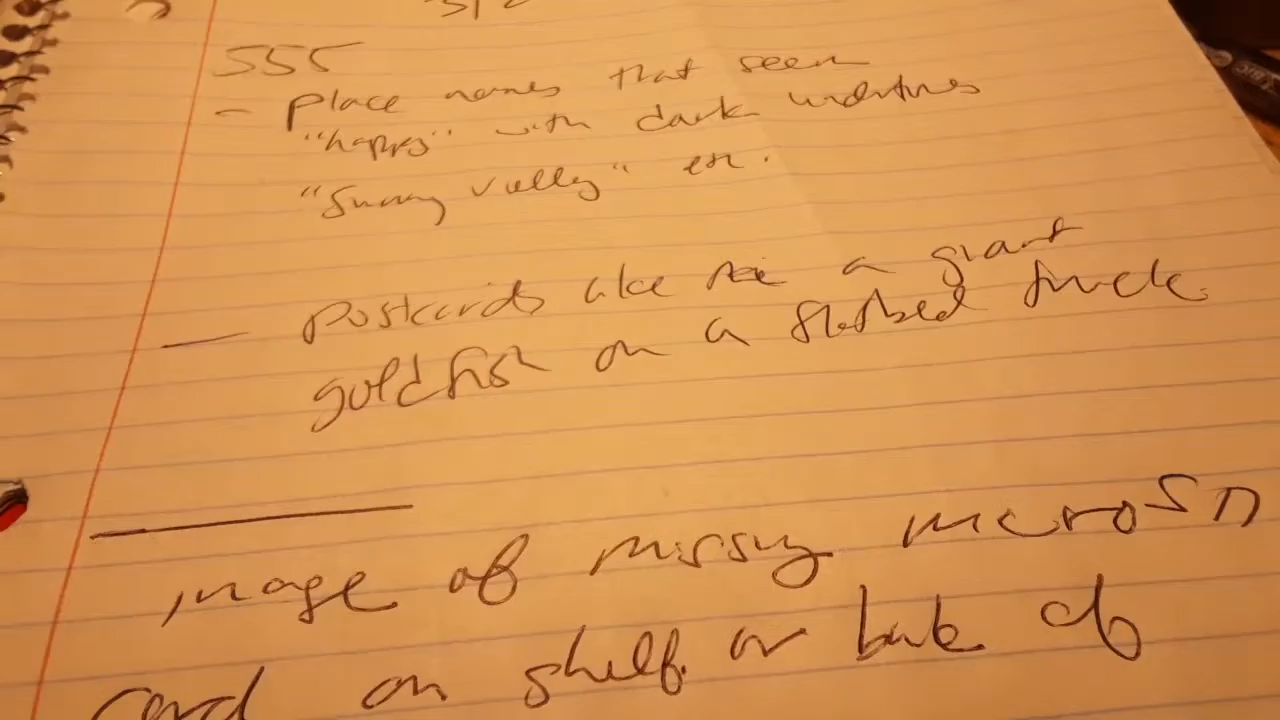 555
- place names that seem
"happy" with dark undertones
"Sunny Valley" etc.
— postcards like a giant
goldfish on a flatbed truck
image of missing microSD
card on shelf or back of